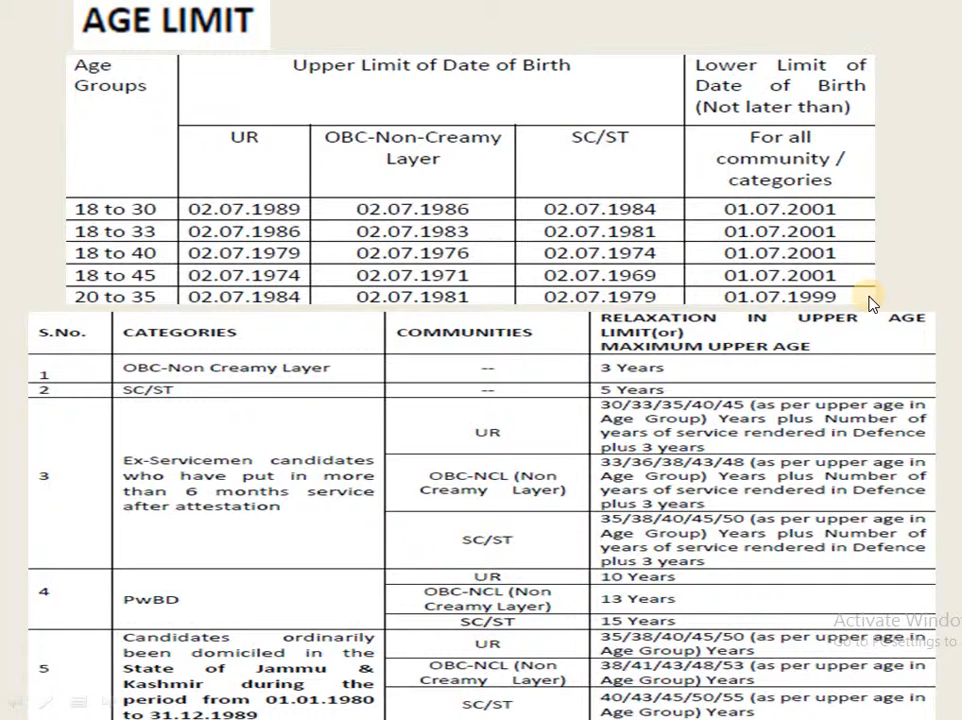 AGE LIMIT
Age Groups | Upper Limit of Date of Birth | Lower Limit of Date of Birth (Not later than)
UR | OBC-Non-Creamy Layer | SC/ST | For all community / categories
18 to 30 | 02.07.1989 | 02.07.1986 | 02.07.1984 | 01.07.2001
18 to 33 | 02.07.1986 | 02.07.1983 | 02.07.1981 | 01.07.2001
18 to 40 | 02.07.1979 | 02.07.1976 | 02.07.1974 | 01.07.2001
18 to 45 | 02.07.1974 | 02.07.1971 | 02.07.1969 | 01.07.2001
20 to 35 | 02.07.1984 | 02.07.1981 | 02.07.1979 | 01.07.1999
S.No. | CATEGORIES | COMMUNITIES | RELAXATION IN UPPER AGE LIMIT(or) MAXIMUM UPPER AGE
1 | OBC-Non Creamy Layer | -- | 3 Years
2 | SC/ST | -- | 5 Years
3 | Ex-Servicemen candidates who have put in more than 6 months service after attestation
UR | 30/33/35/40/45 (as per upper age in Age Group) Years plus Number of years of service rendered in Defence plus 3 years
OBC-NCL (Non Creamy Layer) | 33/36/38/43/48 (as per upper age in Age Group) Years plus Number of years of service rendered in Defence plus 3 years
SC/ST | 35/38/40/45/50 (as per upper age in Age Group) Years plus Number of years of service rendered in Defence plus 3 years
4 | PwBD
UR | 10 Years
OBC-NCL (Non Creamy Layer) | 13 Years
SC/ST | 15 Years
5 | Candidates ordinarily been domiciled in the State of Jammu & Kashmir during the period from 01.01.1980 to 31.12.1989
UR | 35/38/40/45/50 (as per upper age in Age Group) Years
OBC-NCL (Non Creamy Layer) | 38/41/43/48/53 (as per upper age in Age Group) Years
SC/ST | 40/43/45/50/55 (as per upper age in Age Group) Years
Activate Windo
Go to PC settings to